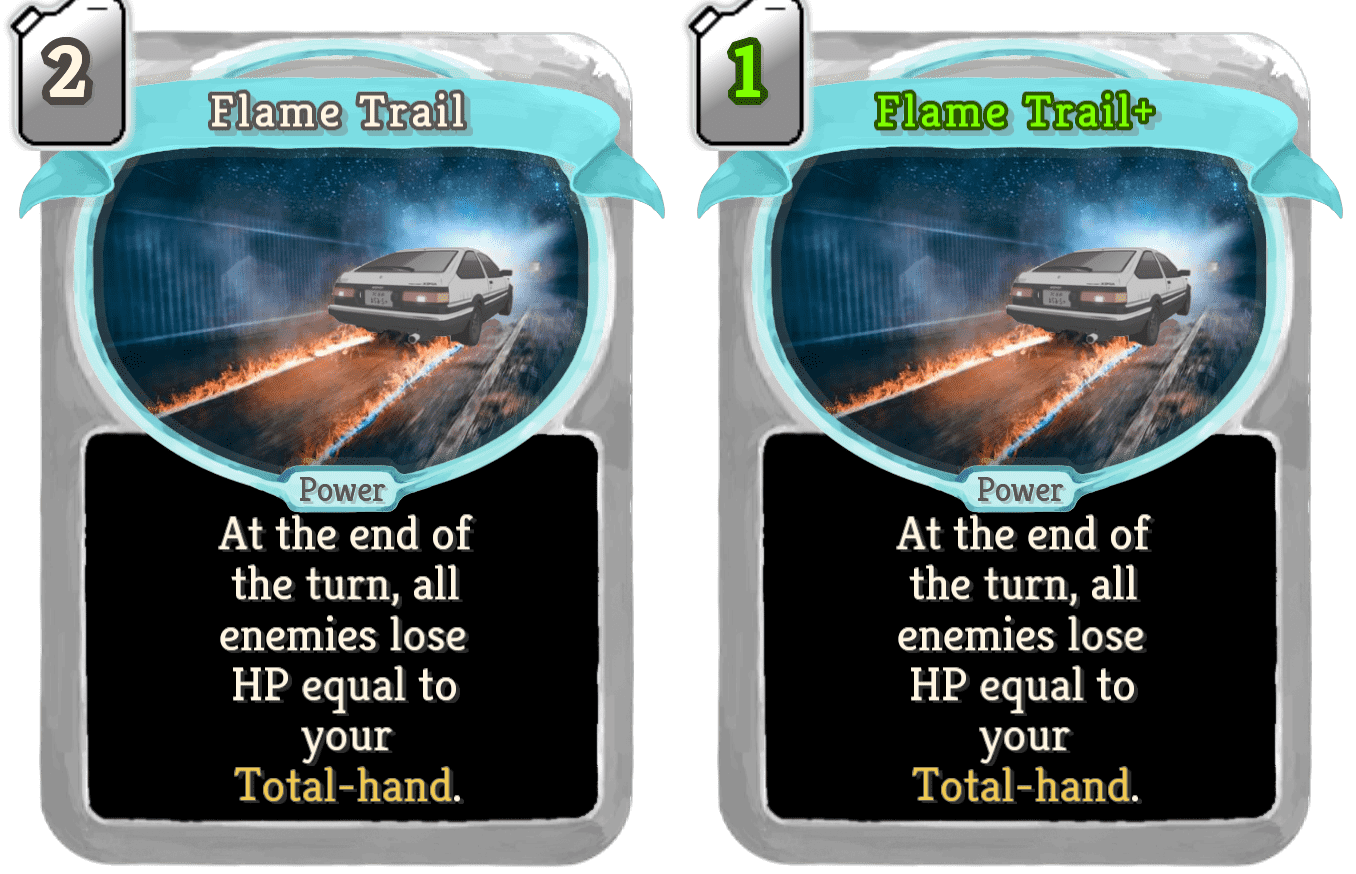 2
Flame Trail
Power
At the end of
the turn, all
enemies lose
HP equal to
your
Total-hand.
1
Flame Trail+
Power
At the end of
the turn, all
enemies lose
HP equal to
your
Total-hand.